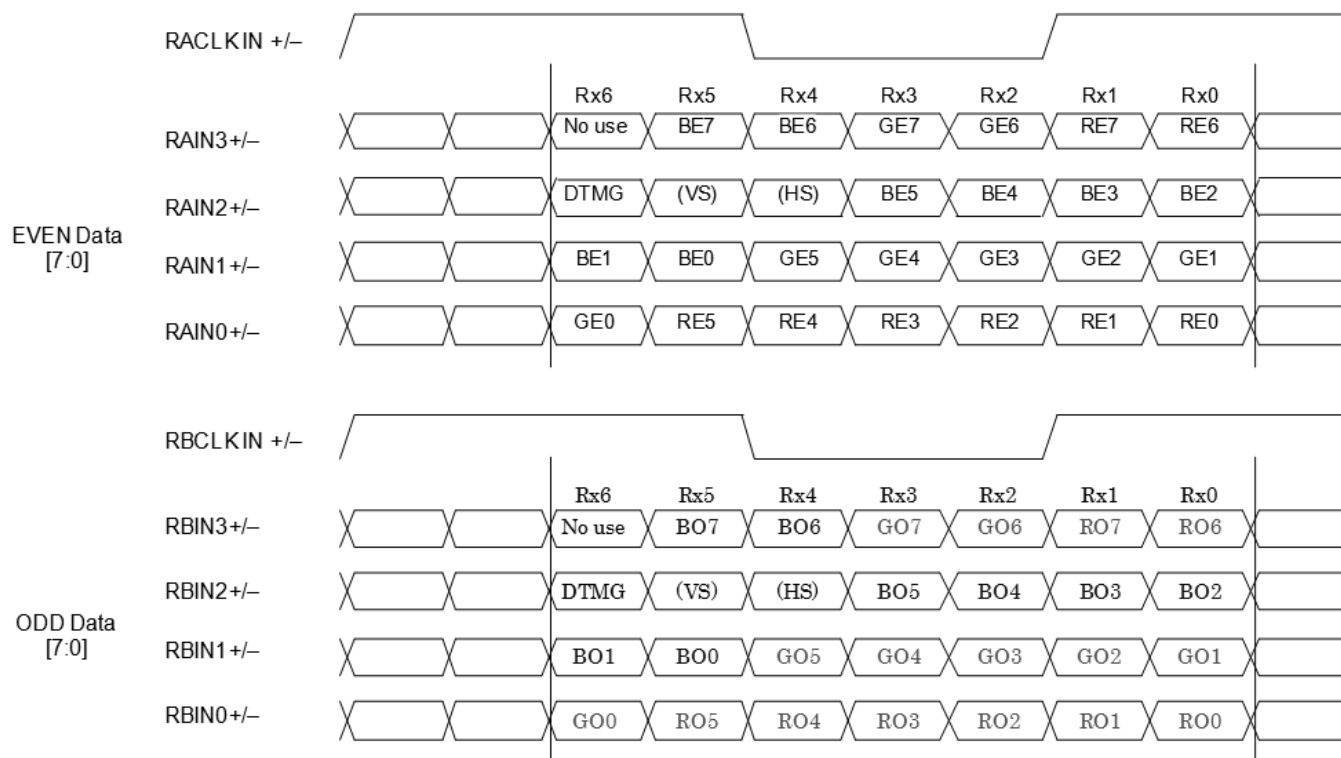 RACLKIN +/–
Rx6 Rx5 Rx4 Rx3 Rx2 Rx1 Rx0
RAIN3+/– No use BE7 BE6 GE7 GE6 RE7 RE6
RAIN2+/– DTMG (VS) (HS) BE5 BE4 BE3 BE2
EVEN Data
[7:0]
RAIN1+/– BE1 BE0 GE5 GE4 GE3 GE2 GE1
RAIN0+/– GE0 RE5 RE4 RE3 RE2 RE1 RE0
RBCLKIN +/–
Rx6 Rx5 Rx4 Rx3 Rx2 Rx1 Rx0
RBIN3+/– No use BO7 BO6 GO7 GO6 RO7 RO6
RBIN2+/– DTMG (VS) (HS) BO5 BO4 BO3 BO2
ODD Data
[7:0]
RBIN1+/– BO1 BO0 GO5 GO4 GO3 GO2 GO1
RBIN0+/– GO0 RO5 RO4 RO3 RO2 RO1 RO0